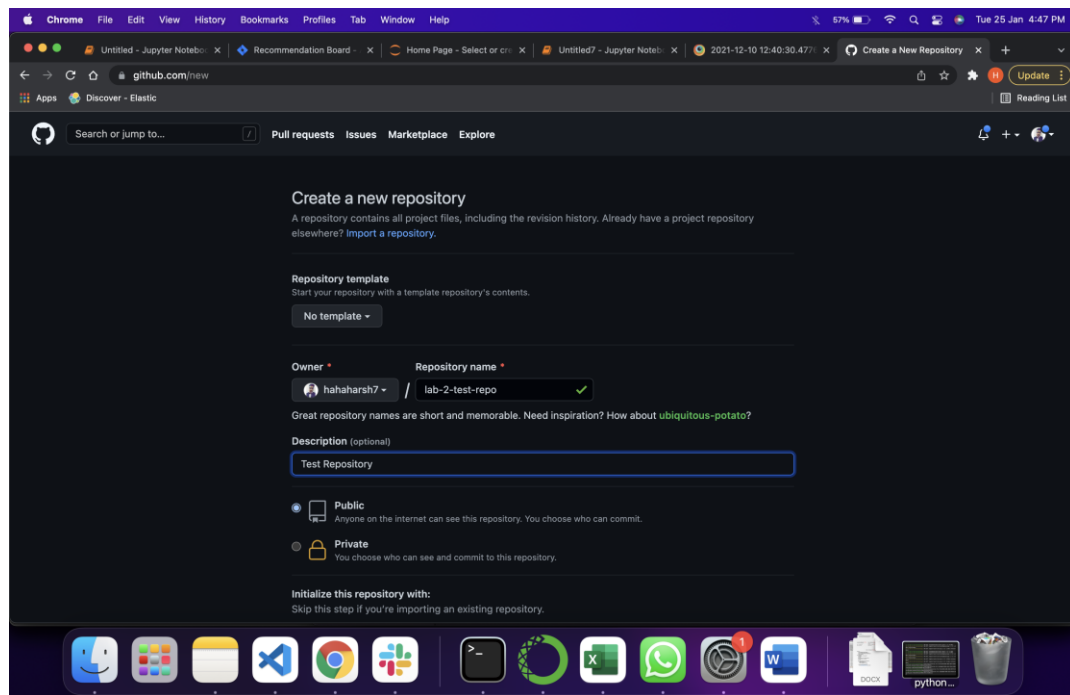 Chrome File Edit View History Bookmarks Profiles Tab Window Help 57% Tue 25 Jan 4:47 PM
Untitled - Jupyter Notebo Recommendation Board - Home Page - Select or cre Untitled7 - Jupyter Noteb 2021-12-10 12:40:30.477 Create a New Repository
github.com/new H Update
Apps Discover - Elastic Reading List
Search or jump to... / Pull requests Issues Marketplace Explore
Create a new repository
A repository contains all project files, including the revision history. Already have a project repository
elsewhere? Import a repository.
Repository template
Start your repository with a template repository's contents.
No template
Owner * Repository name *
hahaharsh7 / lab-2-test-repo
Great repository names are short and memorable. Need inspiration? How about ubiquitous-potato?
Description (optional)
Test Repository
Public
Anyone on the internet can see this repository. You choose who can commit.
Private
You choose who can see and commit to this repository.
Initialize this repository with:
Skip this step if you're importing an existing repository.
1
X W DOCX python...